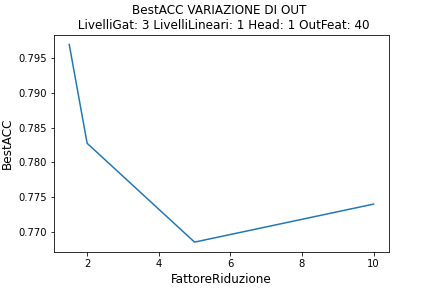 BestACC VARIAZIONE DI OUT
LivelliGat: 3 LivelliLineari: 1 Head: 1 OutFeat: 40
BestACC
0.795
0.790
0.785
0.780
0.775
0.770
2 4 6 8 10
FattoreRiduzione